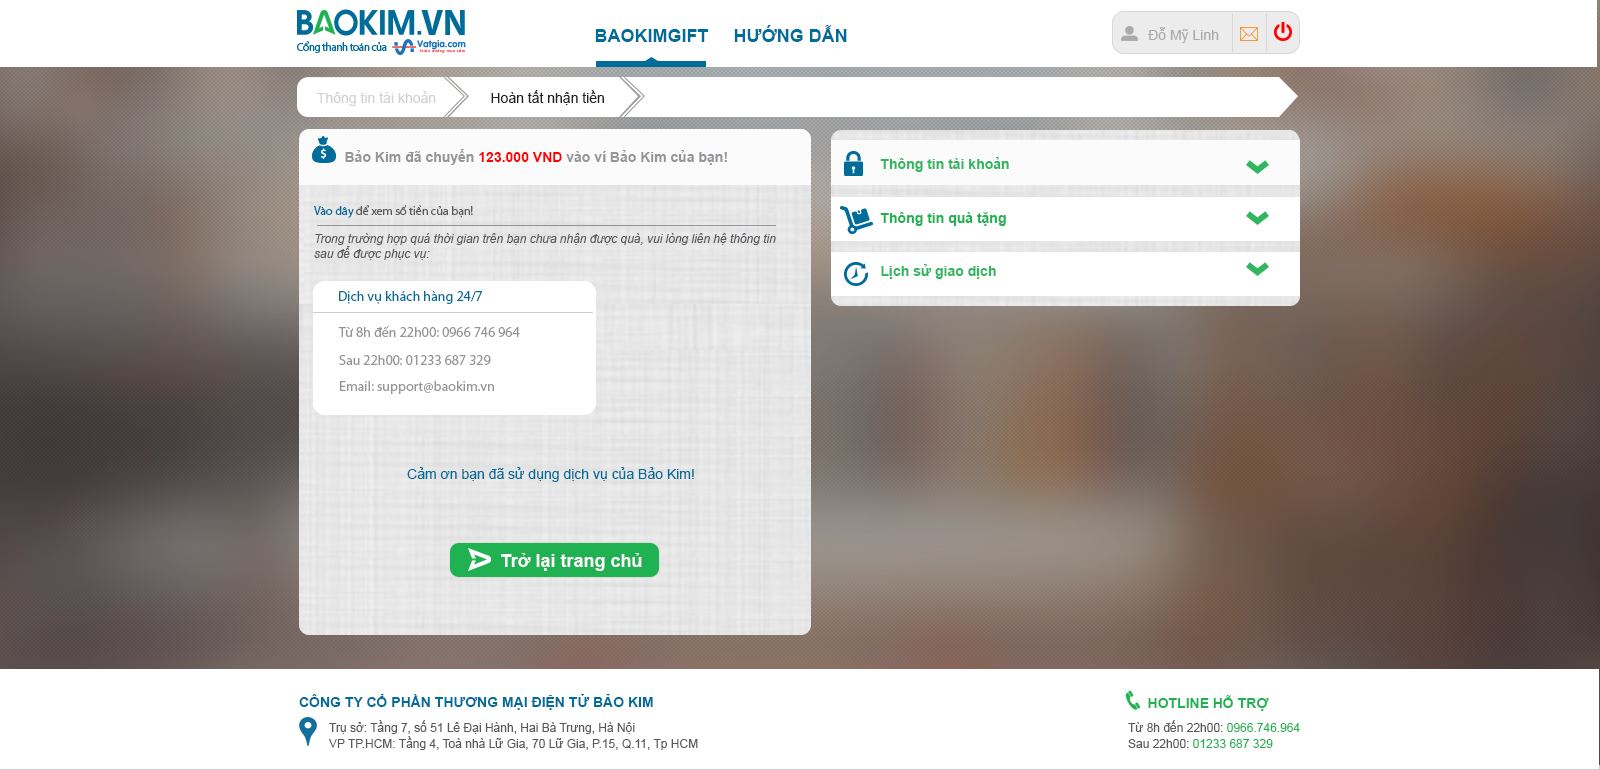 BAOKIM.VN
Cổng thanh toán của Vatgia.com
BAOKIMGIFT
HƯỚNG DẪN
Đỗ Mỹ Linh
Thông tin tài khoản
Hoàn tất nhận tiền
Bảo Kim đã chuyển 123.000 VND vào ví Bảo Kim của bạn!
Vào đây để xem số tiền của bạn!
Trong trường hợp quá thời gian trên bạn chưa nhận được quà, vui lòng liên hệ thông tin
sau để được phục vụ:
Dịch vụ khách hàng 24/7
Từ 8h đến 22h00: 0966 746 964
Sau 22h00: 01233 687 329
Email: support@baokim.vn
Cảm ơn bạn đã sử dụng dịch vụ của Bảo Kim!
Trở lại trang chủ
Thông tin tài khoản
Thông tin quà tặng
Lịch sử giao dịch
CÔNG TY CỔ PHẦN THƯƠNG MẠI ĐIỆN TỬ BẢO KIM
Trụ sở: Tầng 7, số 51 Lê Đại Hành, Hai Bà Trưng, Hà Nội
VP TP.HCM: Tầng 4, Toà nhà Lữ Gia, 70 Lữ Gia, P.15, Q.11, Tp HCM
HOTLINE HỖ TRỢ
Từ 8h đến 22h00: 0966.746.964
Sau 22h00: 01233 687 329